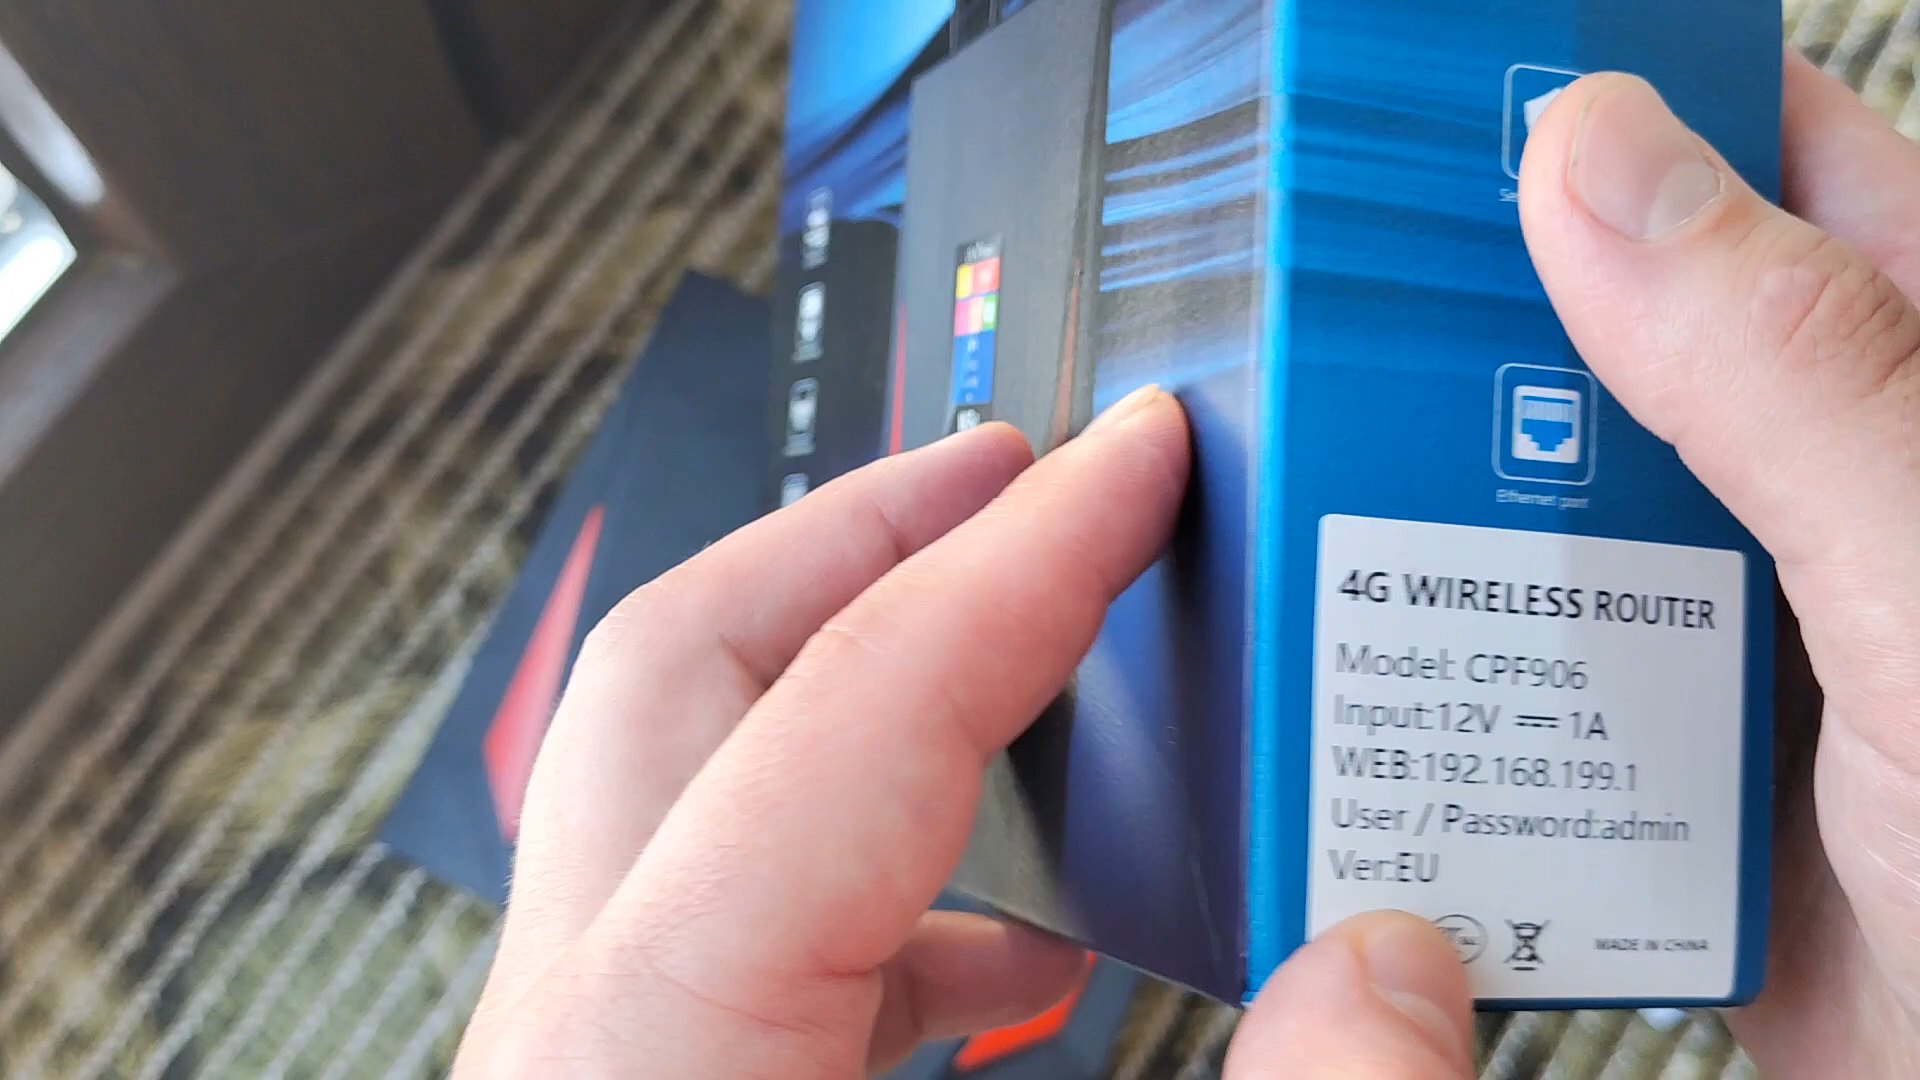 Ethernet port
4G WIRELESS ROUTER
Model: CPF906
Input:12V ⎓ 1A
WEB:192.168.199.1
User / Password:admin
Ver:EU
MADE IN CHINA